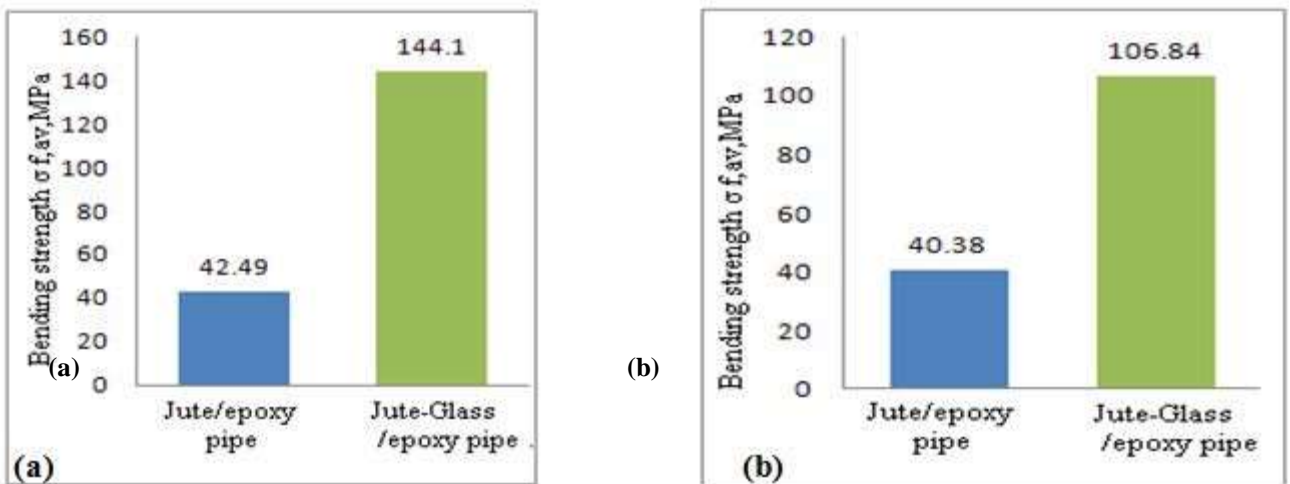 Bending strength σ f,av,MPa
160
140
120
100
80
60
40
20
0
42.49
144.1
Jute/epoxy
pipe
Jute-Glass
/epoxy pipe .
(a)
(a)
Bending strength σ f,av,MPa
120
100
80
60
40
20
0
40.38
106.84
Jute/epoxy
pipe
Jute-Glass
/epoxy pipe
(b)
(b)